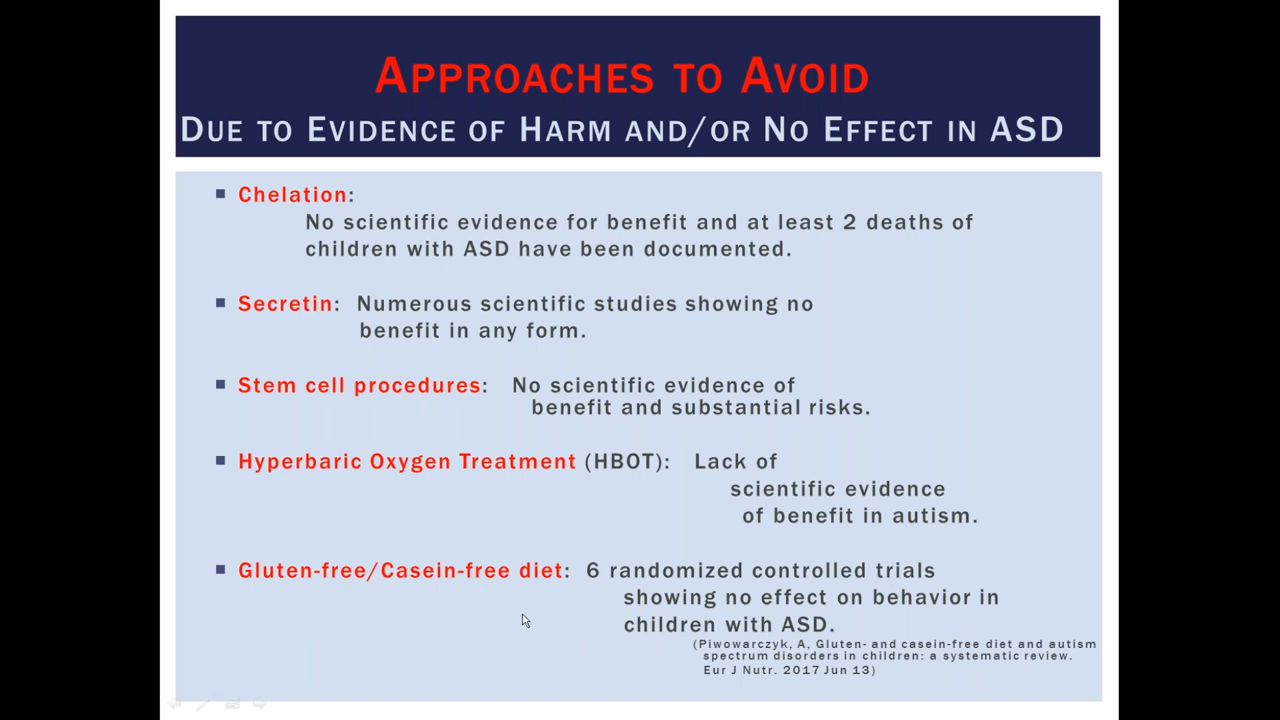 APPROACHES TO AVOID
DUE TO EVIDENCE OF HARM AND/OR NO EFFECT IN ASD
Chelation:
No scientific evidence for benefit and at least 2 deaths of
children with ASD have been documented.
Secretin: Numerous scientific studies showing no
benefit in any form.
Stem cell procedures: No scientific evidence of
benefit and substantial risks.
Hyperbaric Oxygen Treatment (HBOT): Lack of
scientific evidence
of benefit in autism.
Gluten-free/Casein-free diet: 6 randomized controlled trials
showing no effect on behavior in
children with ASD.
(Piwowarczyk, A, Gluten- and casein-free diet and autism
spectrum disorders in children: a systematic review.
Eur J Nutr. 2017 Jun 13)